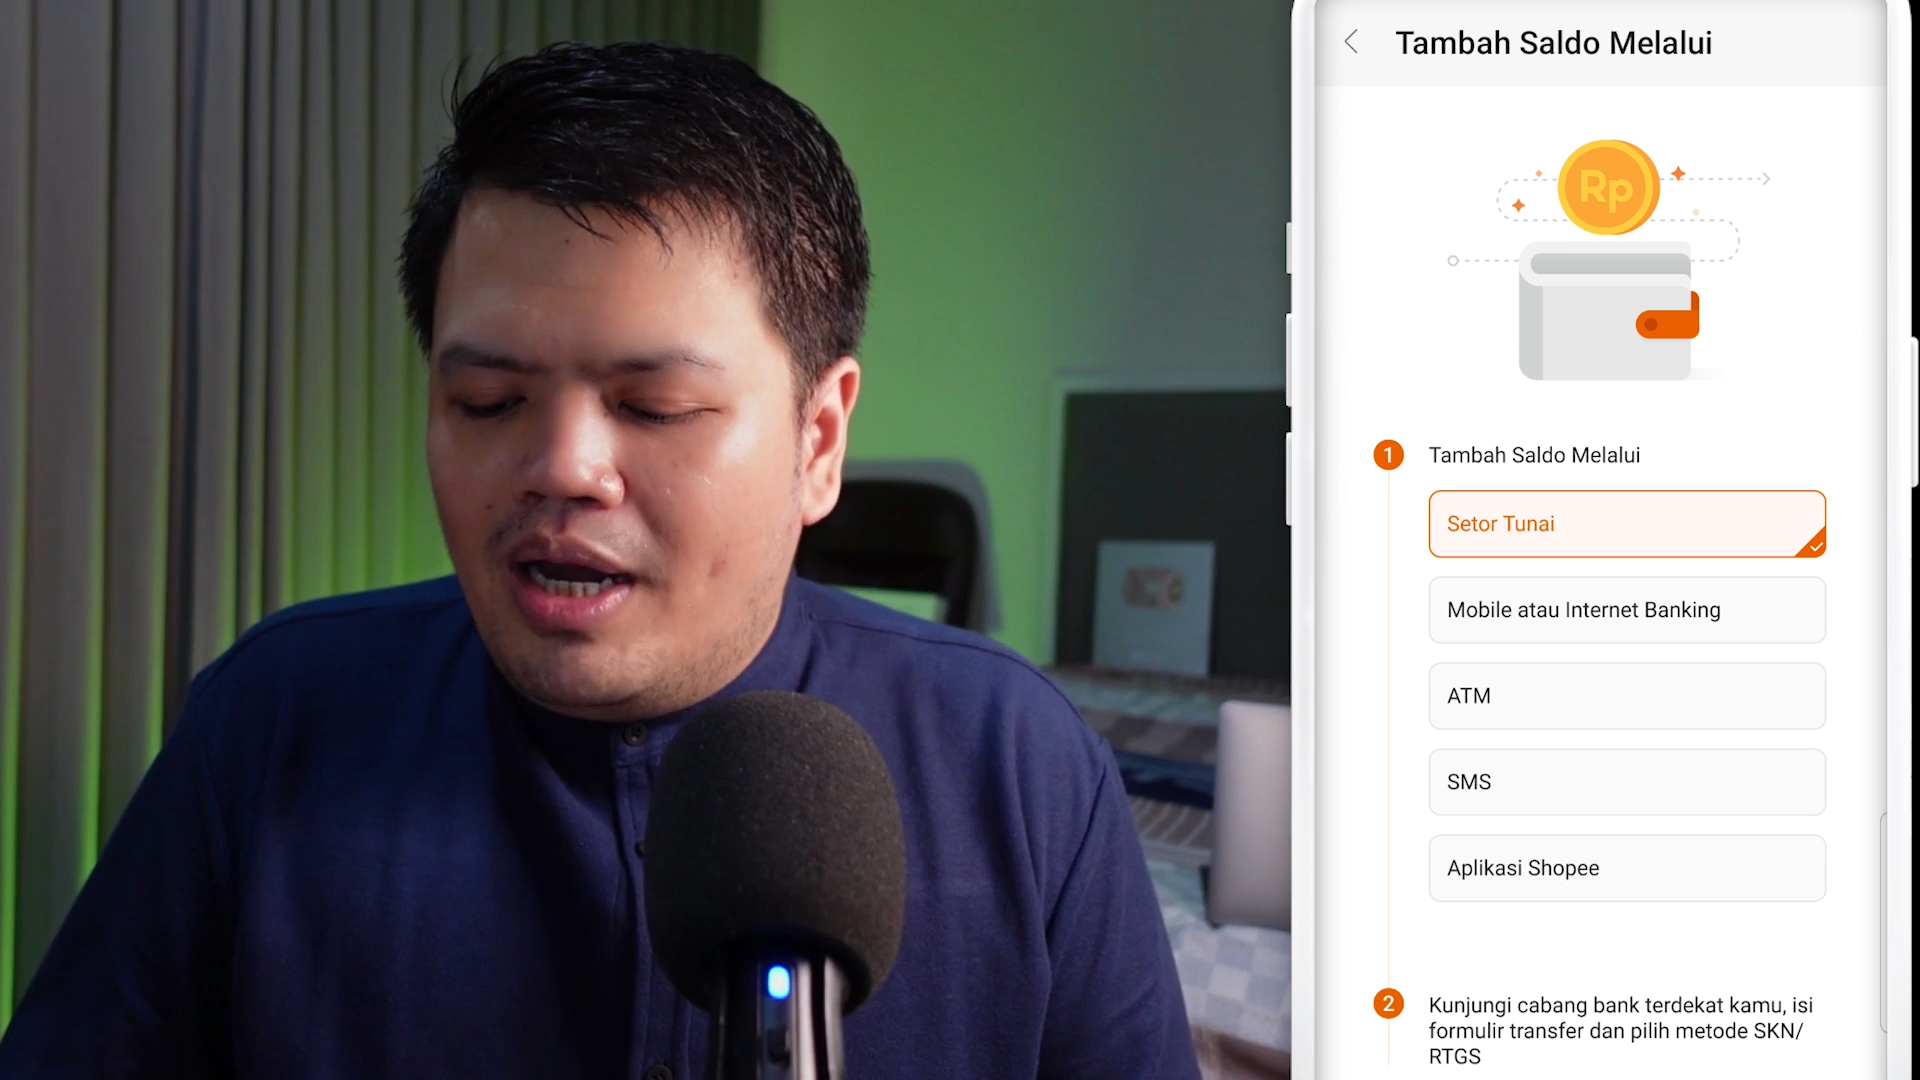 Tambah Saldo Melalui
Rp
1 Tambah Saldo Melalui
Setor Tunai
Mobile atau Internet Banking
ATM
SMS
Aplikasi Shopee
2 Kunjungi cabang bank terdekat kamu, isi
formulir transfer dan pilih metode SKN/
RTGS